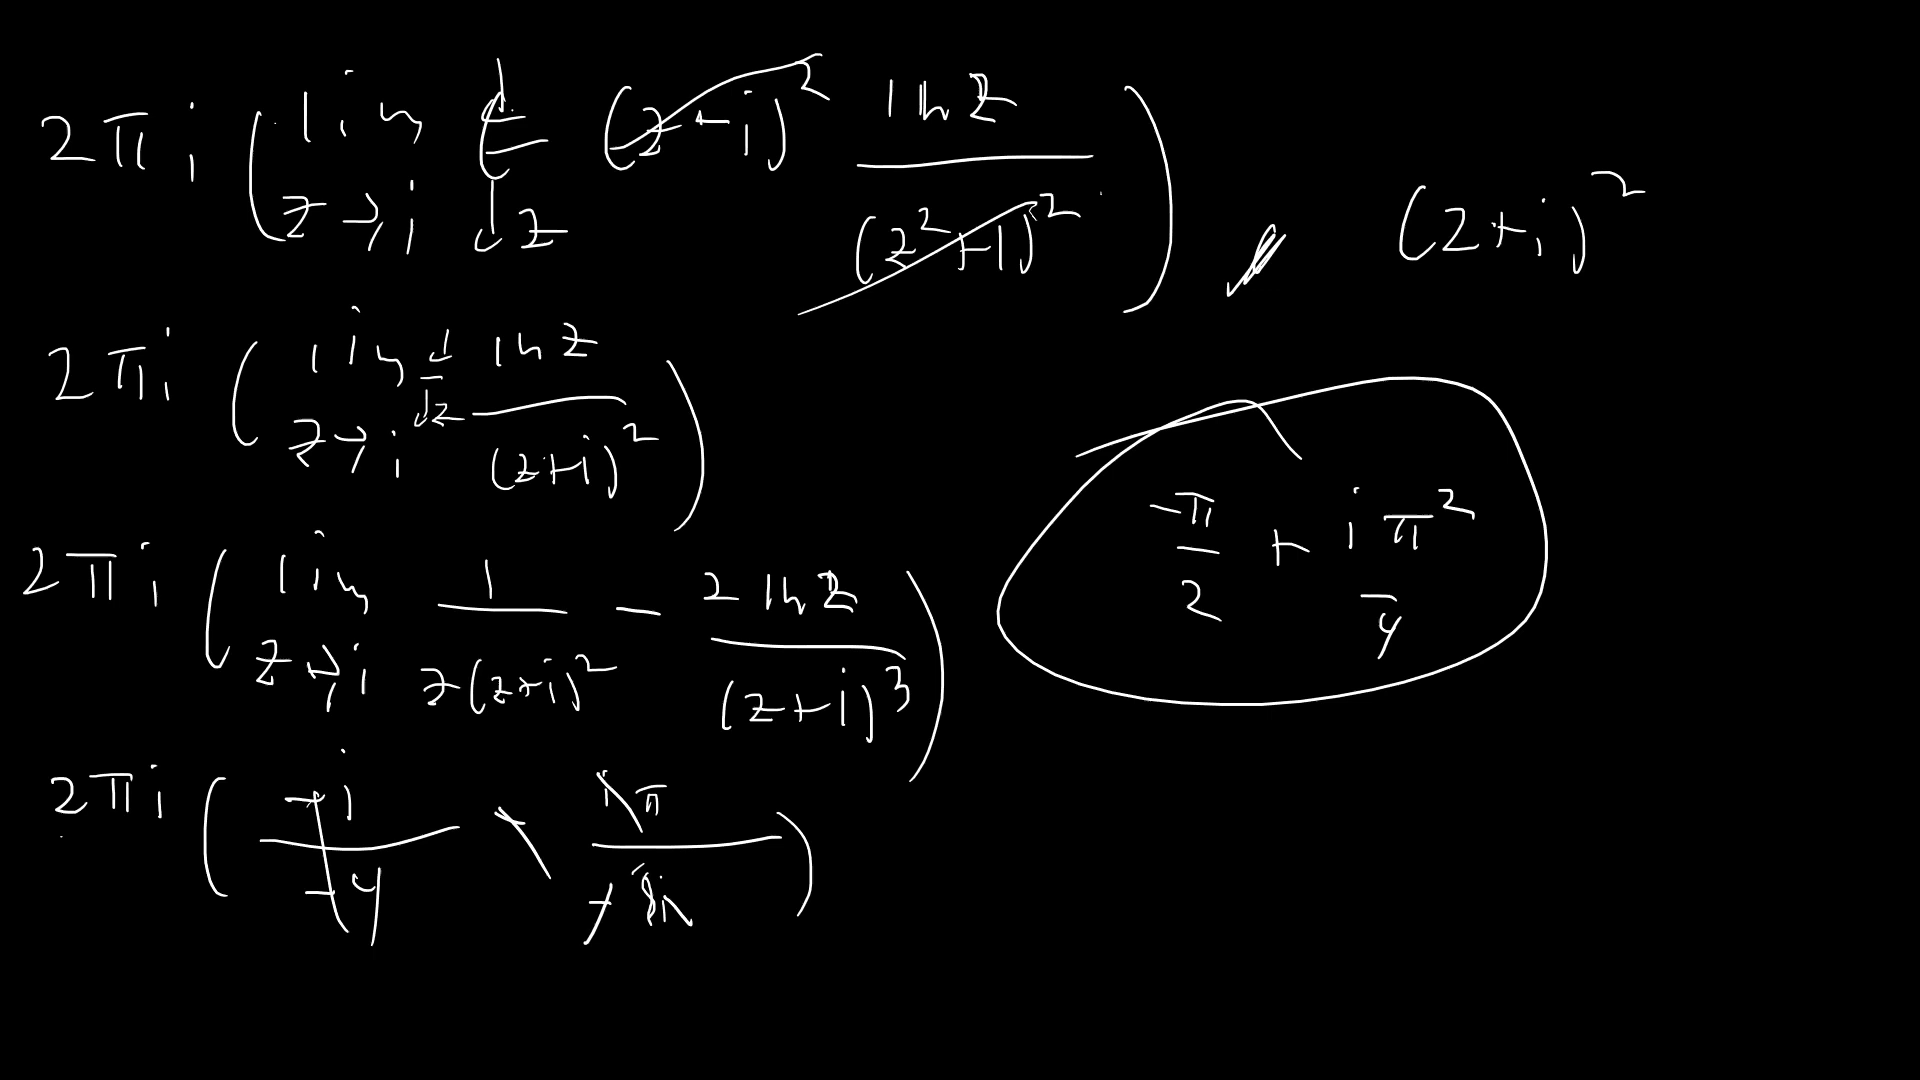 2πi ( lim z→i d/dz (z-i)² ln z / (z²+1)² ) (z+i)²
2πi ( lim z→i d/dz ln z / (z+i)² )
2πi ( lim z→i 1 / z(z+i)² - 2 ln z / (z+i)³ )
-π/2 + iπ²/4
2πi ( -i / -4 iπ / -8i )